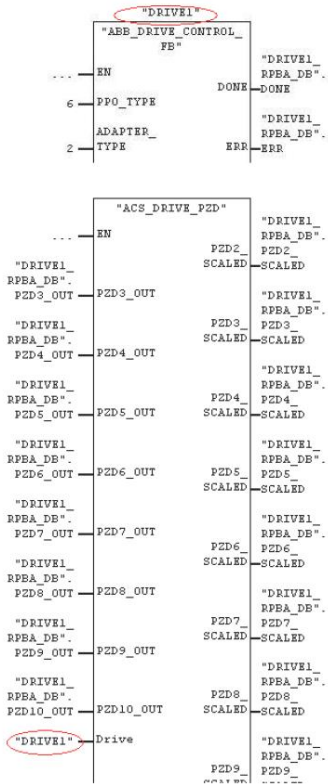 "DRIVE1"
"ABB_DRIVE_CONTROL_
FB"
... EN
6 PPO_TYPE
ADAPTER_
2 TYPE
DONE
"DRIVE1_
RPBA_DB".
DONE
ERR
"DRIVE1_
RPBA_DB".
ERR
"ACS_DRIVE_PZD"
... EN
"DRIVE1_
RPBA_DB".
PZD3_OUT PZD3_OUT
"DRIVE1_
RPBA_DB".
PZD4_OUT PZD4_OUT
"DRIVE1_
RPBA_DB".
PZD5_OUT PZD5_OUT
"DRIVE1_
RPBA_DB".
PZD6_OUT PZD6_OUT
"DRIVE1_
RPBA_DB".
PZD7_OUT PZD7_OUT
"DRIVE1_
RPBA_DB".
PZD8_OUT PZD8_OUT
"DRIVE1_
RPBA_DB".
PZD9_OUT PZD9_OUT
"DRIVE1_
RPBA_DB".
PZD10_OUT PZD10_OUT
"DRIVE1" Drive
PZD2_
SCALED
"DRIVE1_
RPBA_DB".
PZD2_
SCALED
PZD3_
SCALED
"DRIVE1_
RPBA_DB".
PZD3_
SCALED
PZD4_
SCALED
"DRIVE1_
RPBA_DB".
PZD4_
SCALED
PZD5_
SCALED
"DRIVE1_
RPBA_DB".
PZD5_
SCALED
PZD6_
SCALED
"DRIVE1_
RPBA_DB".
PZD6_
SCALED
PZD7_
SCALED
"DRIVE1_
RPBA_DB".
PZD7_
SCALED
PZD8_
SCALED
"DRIVE1_
RPBA_DB".
PZD8_
SCALED
PZD9_
"DRIVE1_
RPBA_DB".
PZD9_